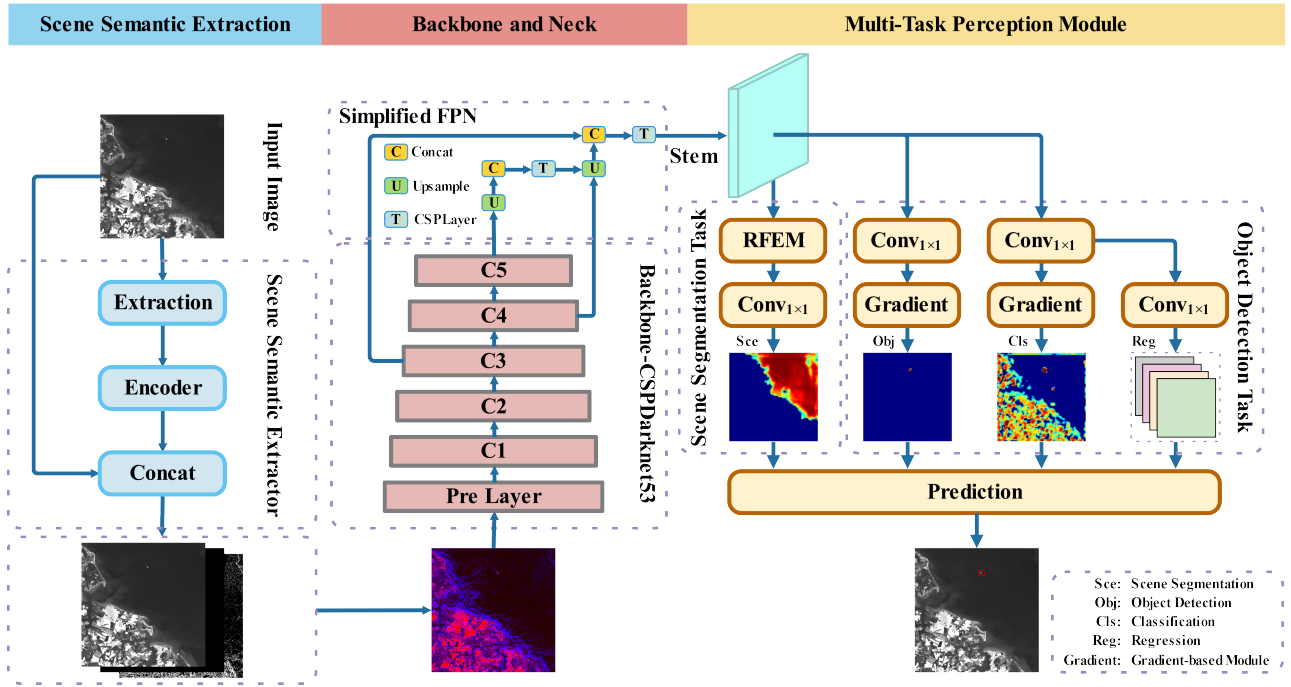 Scene Semantic Extraction
Backbone and Neck
Multi-Task Perception Module
Input Image
Scene Semantic Extractor
Extraction
Encoder
Concat
Simplified FPN
C Concat
U Upsample
T CSPLayer
C
T
C
T
U
U
Backbone-CSPDarknet53
C5
C4
C3
C2
C1
Pre Layer
Stem
Scene Segmentation Task
RFEM
Conv1×1
Sce
Object Detection Task
Conv1×1
Gradient
Obj
Conv1×1
Gradient
Cls
Conv1×1
Reg
Prediction
Sce: Scene Segmentation
Obj: Object Detection
Cls: Classification
Reg: Regression
Gradient: Gradient-based Module